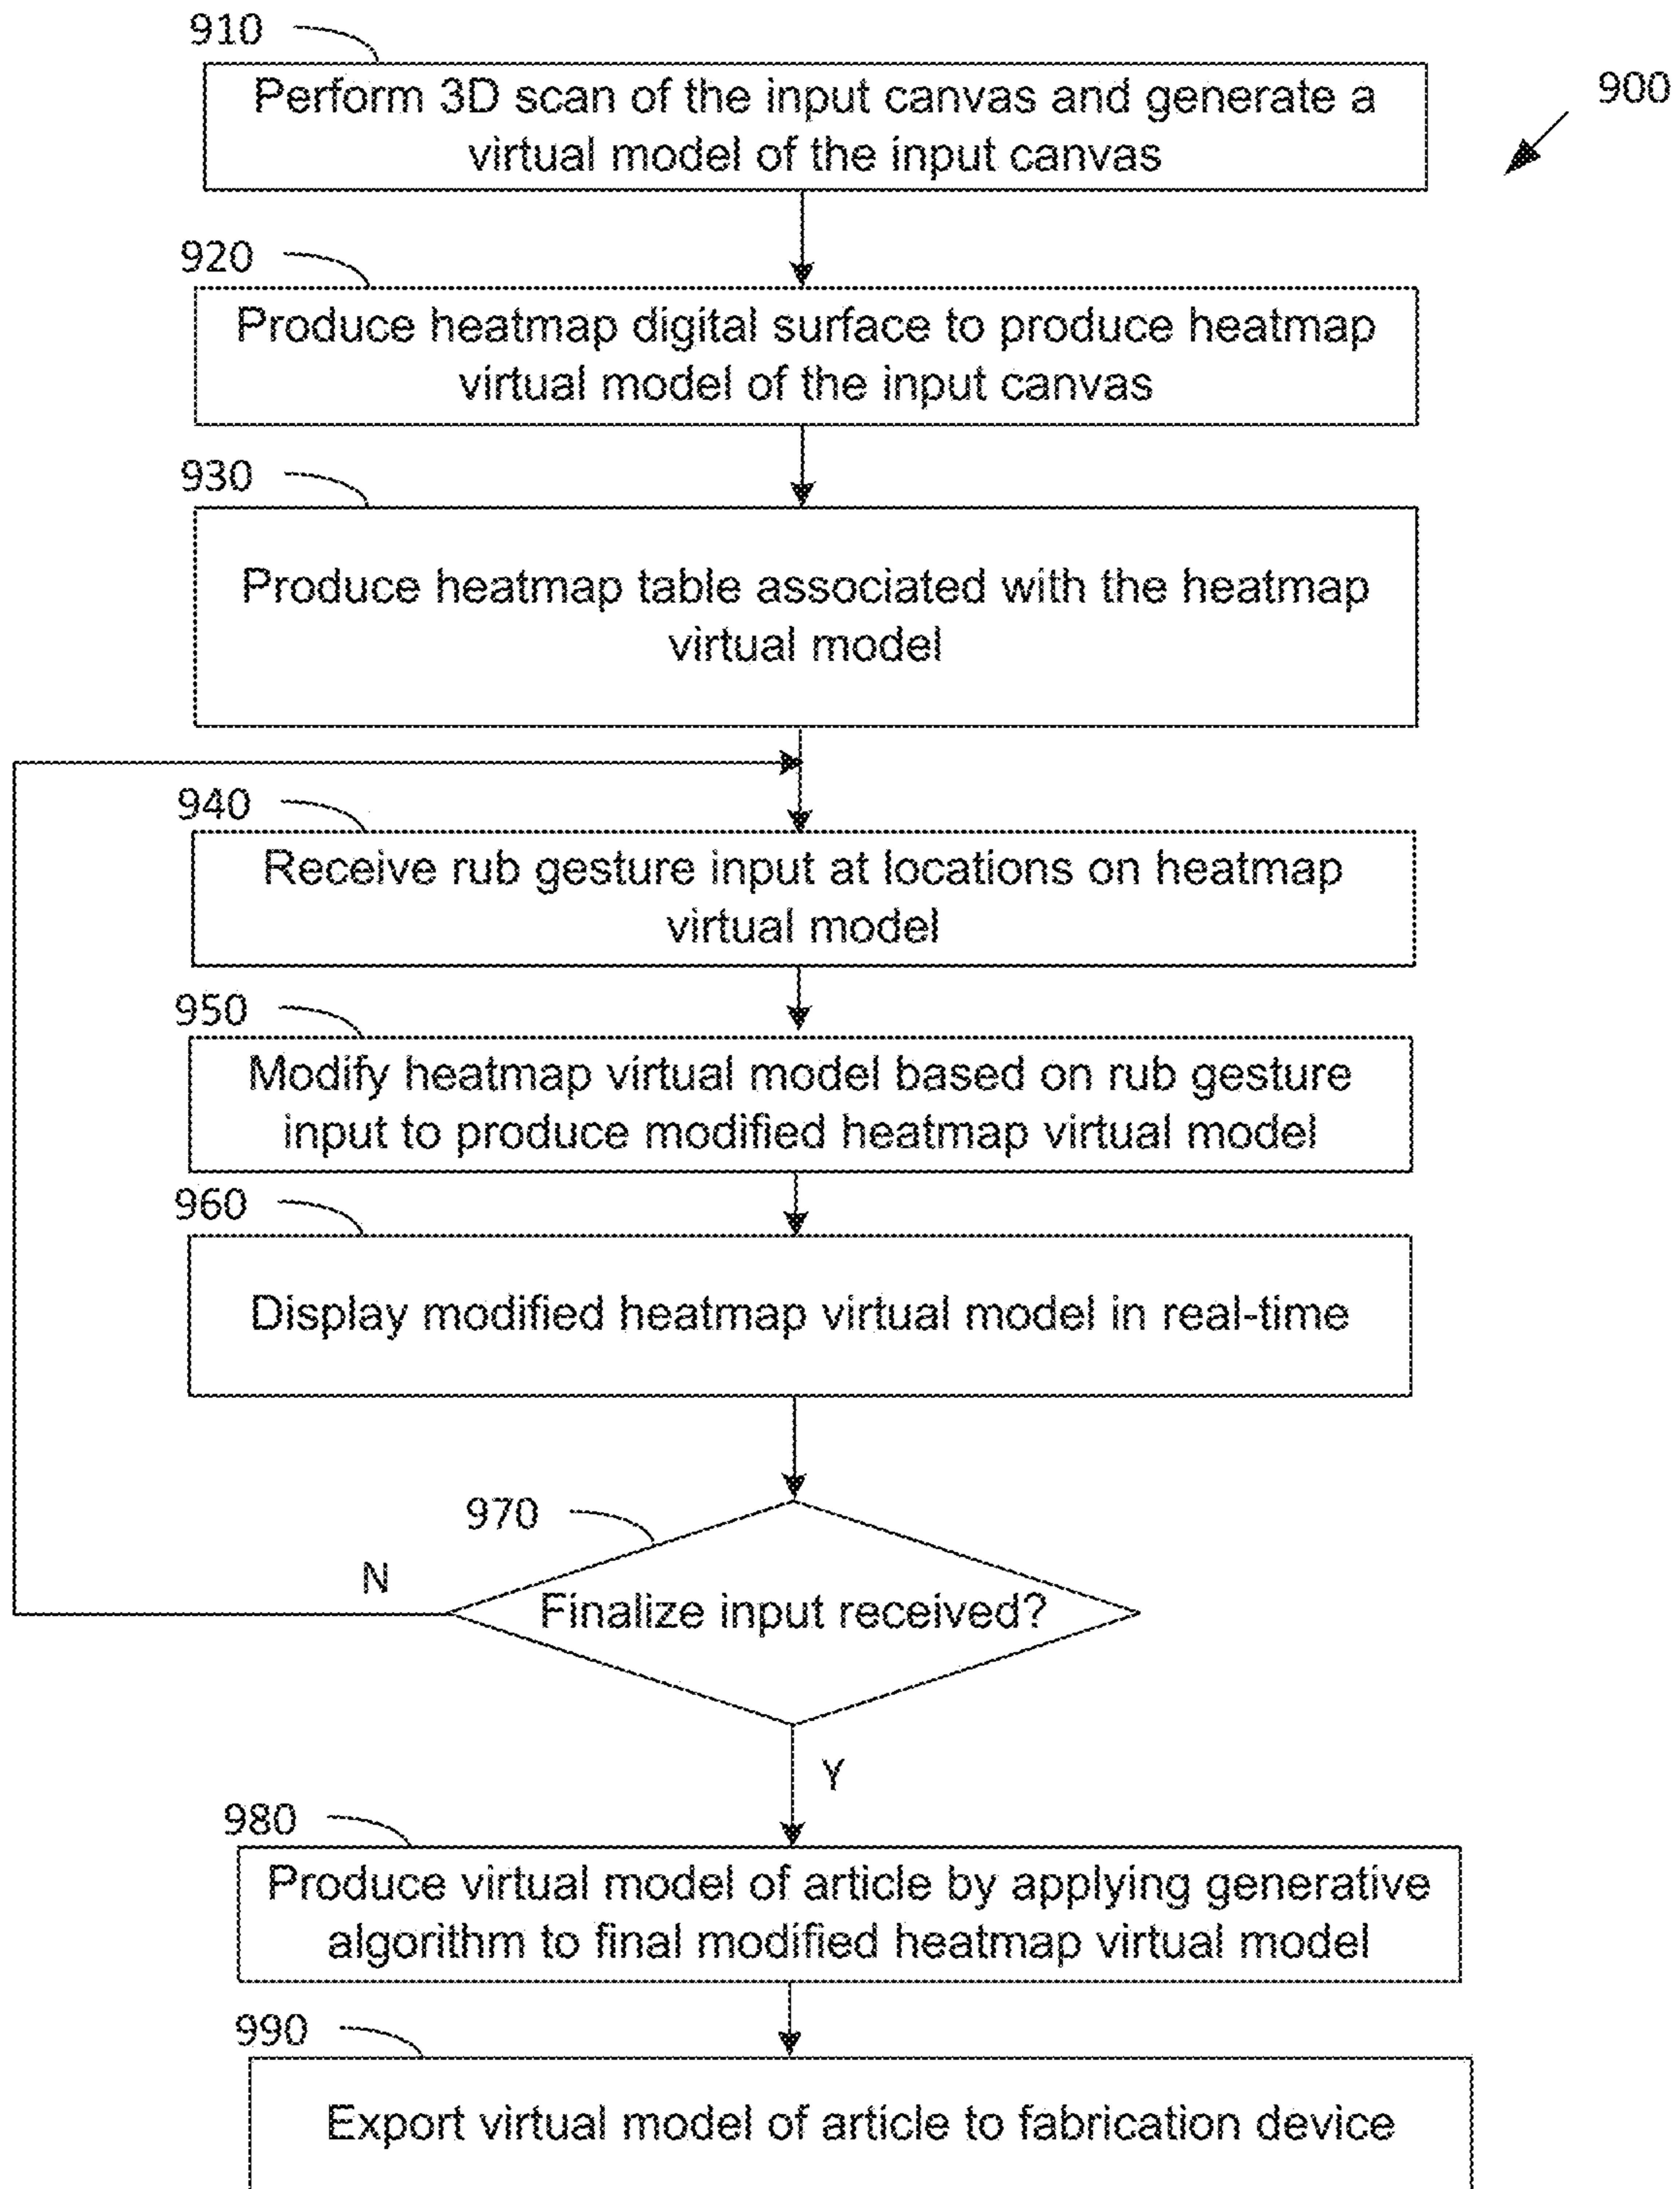 910
900
Perform 3D scan of the input canvas and generate a
virtual model of the input canvas
920
Produce heatmap digital surface to produce heatmap
virtual model of the input canvas
930
Produce heatmap table associated with the heatmap
virtual model
940
Receive rub gesture input at locations on heatmap
virtual model
950
Modify heatmap virtual model based on rub gesture
input to produce modified heatmap virtual model
960
Display modified heatmap virtual model in real-time
970
N
Finalize input received?
Y
980
Produce virtual model of article by applying generative
algorithm to final modified heatmap virtual model
990
Export virtual model of article to fabrication device